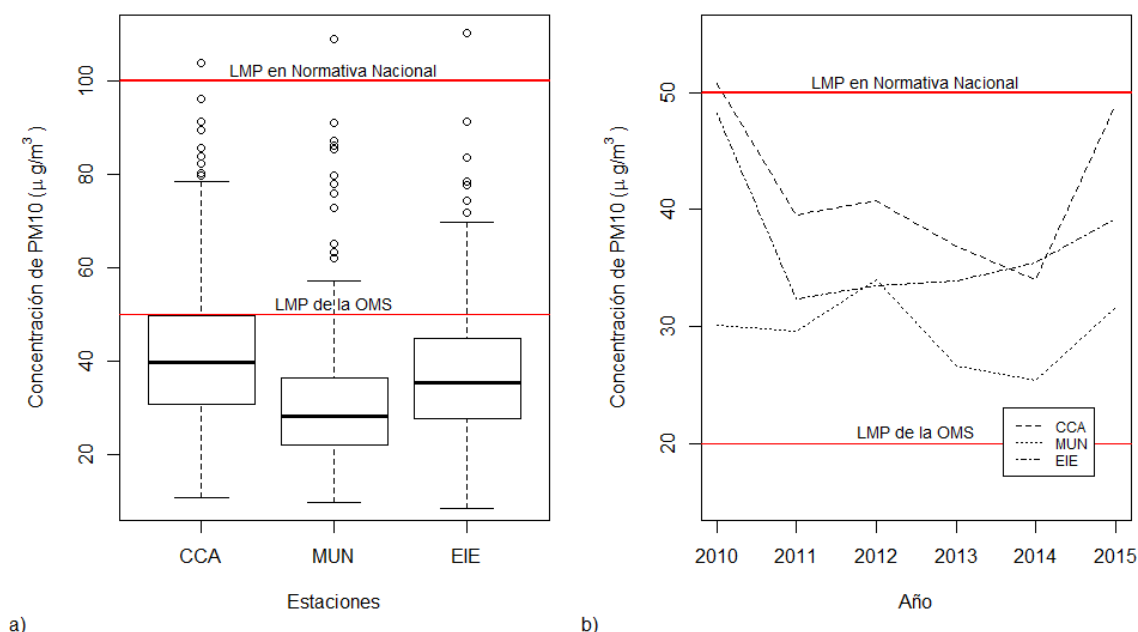 Concentración de PM10 (μ g/m³)
100
80
60
40
20
LMP en Normativa Nacional
LMP de la OMS
CCA MUN EIE
Estaciones
a)
Concentración de PM10 (μ g/m³)
50
40
30
20
LMP en Normativa Nacional
LMP de la OMS
CCA
MUN
EIE
2010 2011 2012 2013 2014 2015
Año
b)